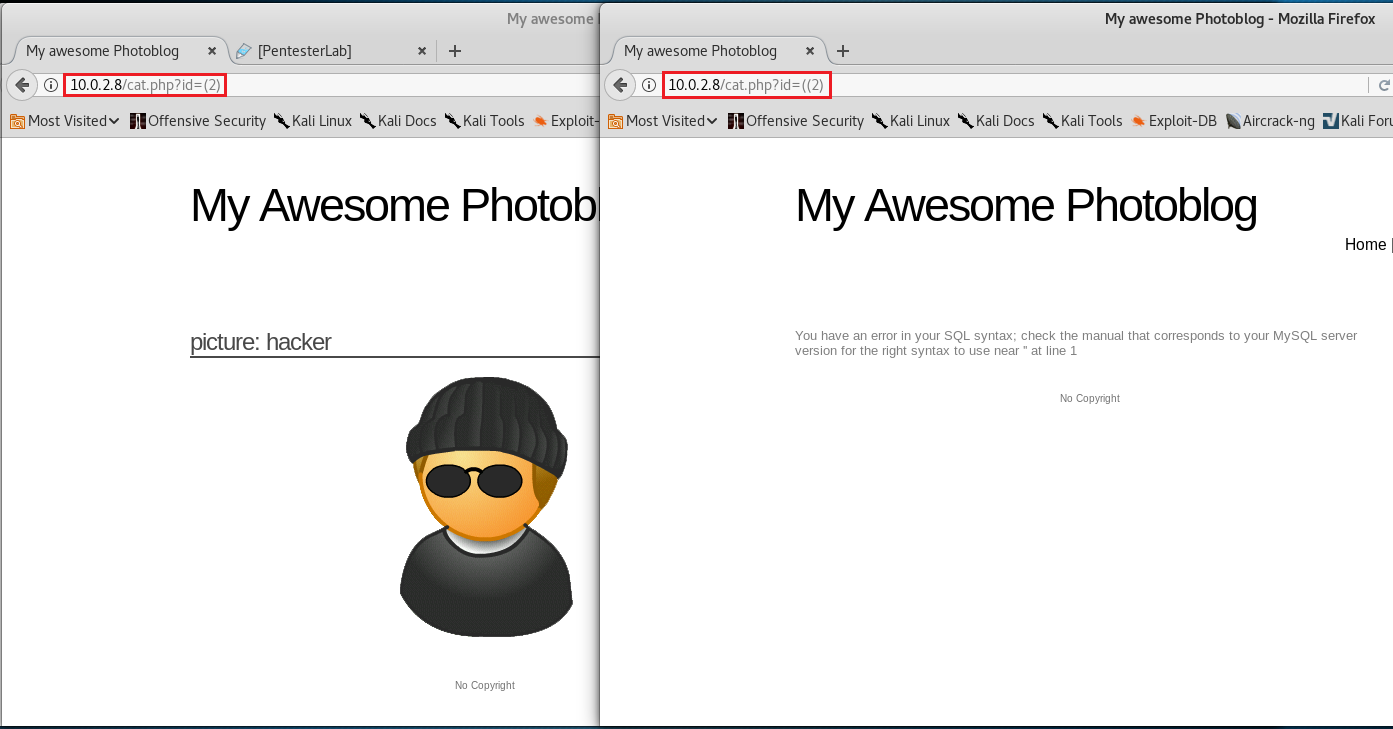 My awesome
My awesome Photoblog
[PentesterLab]
10.0.2.8/cat.php?id=(2)
Most Visited
Offensive Security
Kali Linux
Kali Docs
Kali Tools
Exploit-
My Awesome Photobl
picture: hacker
No Copyright
My awesome Photoblog - Mozilla Firefox
My awesome Photoblog
10.0.2.8/cat.php?id=((2)
Most Visited
Offensive Security
Kali Linux
Kali Docs
Kali Tools
Exploit-DB
Aircrack-ng
Kali Foru
My Awesome Photoblog
Home |
You have an error in your SQL syntax; check the manual that corresponds to your MySQL server
version for the right syntax to use near '' at line 1
No Copyright